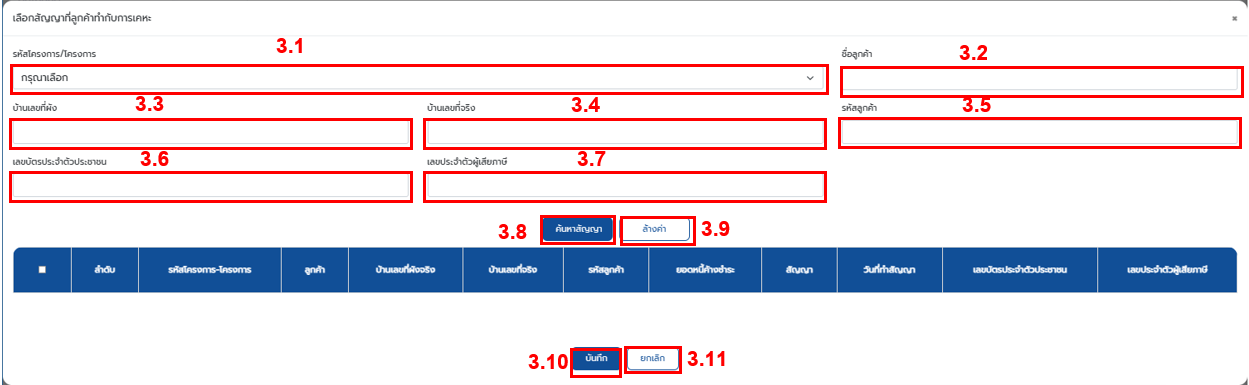 เลือกสัญญาที่ลูกค้าทำกับการเคหะ ×
3.1
รหัสโครงการ/โครงการ
กรุณาเลือก
ชื่อลูกค้า 3.2
บ้านเลขที่ผัง 3.3
บ้านเลขที่จริง 3.4
รหัสลูกค้า 3.5
เลขบัตรประจำตัวประชาชน 3.6
เลขประจำตัวผู้เสียภาษี 3.7
3.8 ค้นหาสัญญา ล้างค่า 3.9
ลำดับ รหัสโครงการ-โครงการ ลูกค้า บ้านเลขที่ผังจริง บ้านเลขที่จริง รหัสลูกค้า ยอดหนี้ค้างชำระ สัญญา วันที่ทำสัญญา เลขบัตรประจำตัวประชาชน เลขประจำตัวผู้เสียภาษี
3.10 บันทึก ยกเลิก 3.11